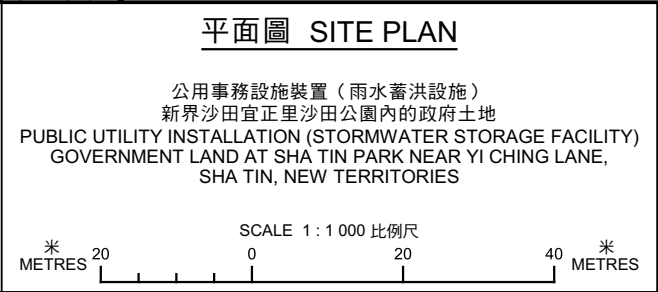 平面圖 SITE PLAN
公用事務設施裝置（雨水蓄洪設施）
新界沙田宜正里沙田公園內的政府土地
PUBLIC UTILITY INSTALLATION (STORMWATER STORAGE FACILITY)
GOVERNMENT LAND AT SHA TIN PARK NEAR YI CHING LANE,
SHA TIN, NEW TERRITORIES
SCALE 1 : 1 000 比例尺
米 20 0 20 40 米
METRES METRES